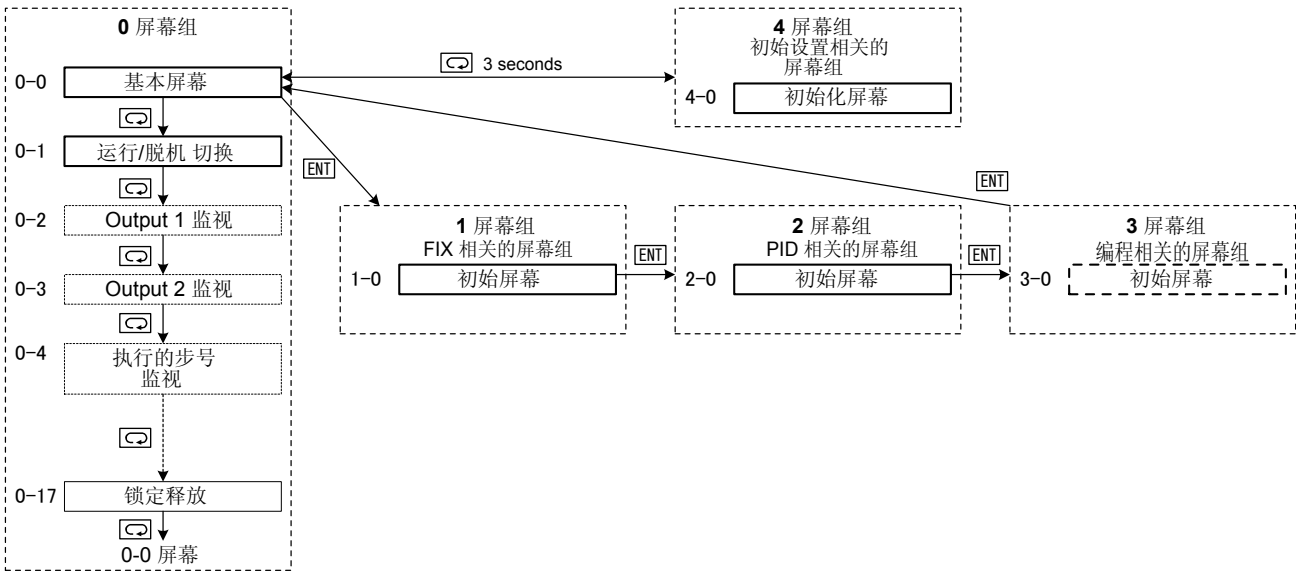 0 屏幕组
0-0 基本屏幕
0-1 运行/脱机 切换
0-2 Output 1 监视
0-3 Output 2 监视
0-4 执行的步号
监视
0-17 锁定释放
0-0 屏幕
3 seconds
4 屏幕组
初始设置相关的
屏幕组
4-0 初始化屏幕
ENT
1 屏幕组
FIX 相关的屏幕组
1-0 初始屏幕
ENT
2 屏幕组
PID 相关的屏幕组
2-0 初始屏幕
ENT
ENT
3 屏幕组
编程相关的屏幕组
3-0 初始屏幕